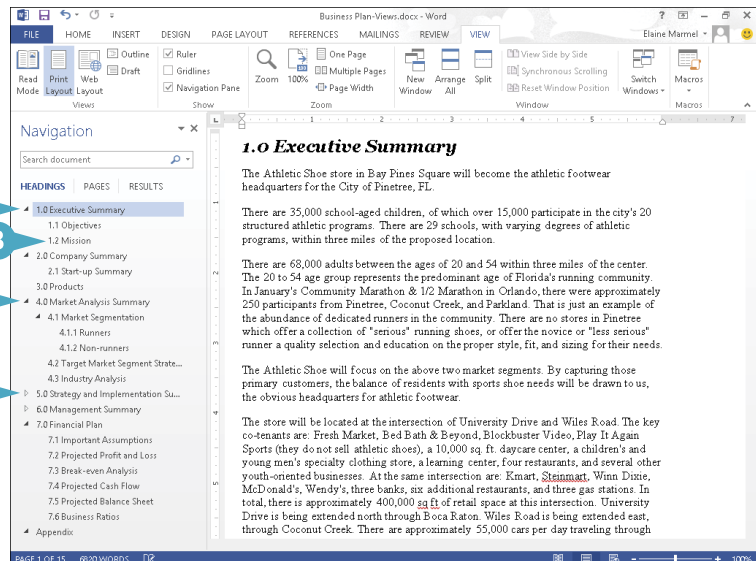 Business Plan-Views.docx - Word
FILE HOME INSERT DESIGN PAGE LAYOUT REFERENCES MAILINGS REVIEW VIEW Elaine Marmel
Read Mode
Print Layout
Web Layout
Outline
Draft
Views
Ruler
Gridlines
Navigation Pane
Show
Zoom
100%
One Page
Multiple Pages
Page Width
Zoom
New Window
Arrange All
Split
View Side by Side
Synchronous Scrolling
Reset Window Position
Window
Switch Windows
Macros
Macros
Navigation
Search document
HEADINGS PAGES RESULTS
1.0 Executive Summary
1.1 Objectives
1.2 Mission
2.0 Company Summary
2.1 Start-up Summary
3.0 Products
4.0 Market Analysis Summary
4.1 Market Segmentation
4.1.1 Runners
4.1.2 Non-runners
4.2 Target Market Segment Strate...
4.3 Industry Analysis
5.0 Strategy and Implementation Su...
6.0 Management Summary
7.0 Financial Plan
7.1 Important Assumptions
7.2 Projected Profit and Loss
7.3 Break-even Analysis
7.4 Projected Cash Flow
7.5 Projected Balance Sheet
7.6 Business Ratios
Appendix
1 2 3 4 5 7
1 2 3 4 5
1.0 Executive Summary
The Athletic Shoe store in Bay Pines Square will become the athletic footwear
headquarters for the City of Pinetree, FL.
There are 35,000 school-aged children, of which over 15,000 participate in the city's 20
structured athletic programs. There are 29 schools, with varying degrees of athletic
programs, within three miles of the proposed location.
There are 68,000 adults between the ages of 20 and 54 within three miles of the center.
The 20 to 54 age group represents the predominant age of Florida's running community.
In January's Community Marathon & 1/2 Marathon in Orlando, there were approximately
250 participants from Pinetree, Coconut Creek, and Parkland. That is just an example of
the abundance of dedicated runners in the community. There are no stores in Pinetree
which offer a collection of "serious" running shoes, or offer the novice or "less serious"
runner a quality selection and education on the proper style, fit, and sizing for their needs.
The Athletic Shoe will focus on the above two market segments. By capturing those
primary customers, the balance of residents with sports shoe needs will be drawn to us,
the obvious headquarters for athletic footwear.
The store will be located at the intersection of University Drive and Wiles Road. The key
co-tenants are: Fresh Market, Bed Bath & Beyond, Blockbuster Video, Play It Again
Sports (they do not sell athletic shoes), a 10,000 sq. ft. daycare center, a children's and
young men's specialty clothing store, a learning center, four restaurants, and several other
youth-oriented businesses. At the same intersection are: Kmart, Steinmart, Winn Dixie,
McDonald's, Wendy's, three banks, six additional restaurants, and three gas stations. In
total, there is approximately 400,000 sq ft of retail space at this intersection. University
Drive is being extended north through Boca Raton. Wiles Road is being extended east,
through Coconut Creek. There are approximately 55,000 cars per day traveling through
PAGE 1 OF 15 6820 WORDS 100%